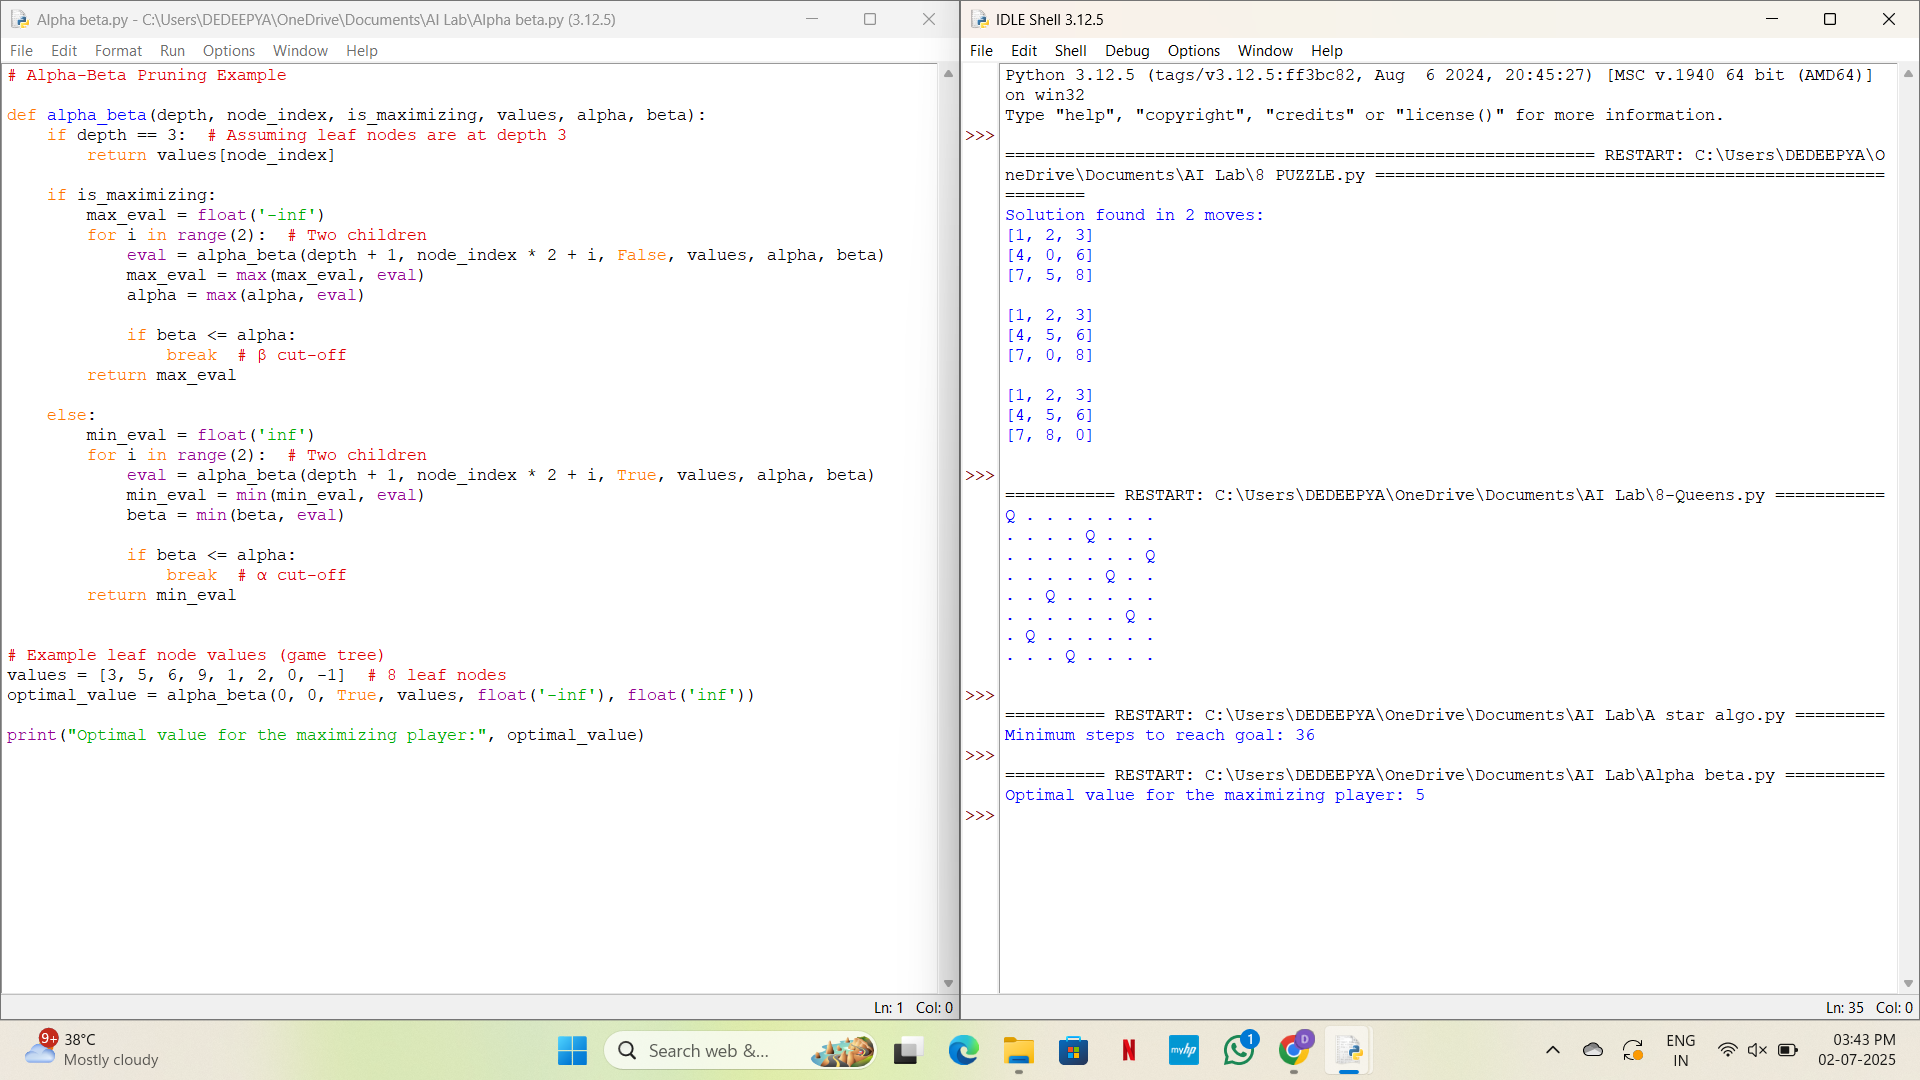 Alpha beta.py - C:\Users\DEDEEPYA\OneDrive\Documents\AI Lab\Alpha beta.py (3.12.5)
File Edit Format Run Options Window Help
# Alpha-Beta Pruning Example

def alpha_beta(depth, node_index, is_maximizing, values, alpha, beta):
    if depth == 3:  # Assuming leaf nodes are at depth 3
        return values[node_index]

    if is_maximizing:
        max_eval = float('-inf')
        for i in range(2):  # Two children
            eval = alpha_beta(depth + 1, node_index * 2 + i, False, values, alpha, beta)
            max_eval = max(max_eval, eval)
            alpha = max(alpha, eval)

            if beta <= alpha:
                break  # β cut-off
        return max_eval

    else:
        min_eval = float('inf')
        for i in range(2):  # Two children
            eval = alpha_beta(depth + 1, node_index * 2 + i, True, values, alpha, beta)
            min_eval = min(min_eval, eval)
            beta = min(beta, eval)

            if beta <= alpha:
                break  # α cut-off
        return min_eval


# Example leaf node values (game tree)
values = [3, 5, 6, 9, 1, 2, 0, -1]  # 8 leaf nodes
optimal_value = alpha_beta(0, 0, True, values, float('-inf'), float('inf'))

print("Optimal value for the maximizing player:", optimal_value)
Ln: 1 Col: 0
IDLE Shell 3.12.5
File Edit Shell Debug Options Window Help
Python 3.12.5 (tags/v3.12.5:ff3bc82, Aug  6 2024, 20:45:27) [MSC v.1940 64 bit (AMD64)]
on win32
Type "help", "copyright", "credits" or "license()" for more information.
>>>
=========================================================== RESTART: C:\Users\DEDEEPYA\O
neDrive\Documents\AI Lab\8 PUZZLE.py ===================================================
========
Solution found in 2 moves:
[1, 2, 3]
[4, 0, 6]
[7, 5, 8]

[1, 2, 3]
[4, 5, 6]
[7, 0, 8]

[1, 2, 3]
[4, 5, 6]
[7, 8, 0]

>>>
=========== RESTART: C:\Users\DEDEEPYA\OneDrive\Documents\AI Lab\8-Queens.py ===========
Q . . . . . . .
. . . . Q . . .
. . . . . . . Q
. . . . . Q . .
. . Q . . . . .
. . . . . . Q .
. Q . . . . . .
. . . Q . . . .

>>>
========== RESTART: C:\Users\DEDEEPYA\OneDrive\Documents\AI Lab\A star algo.py =========
Minimum steps to reach goal: 36
>>>
========== RESTART: C:\Users\DEDEEPYA\OneDrive\Documents\AI Lab\Alpha beta.py ==========
Optimal value for the maximizing player: 5
>>>
Ln: 35 Col: 0
9+
38°C
Mostly cloudy
Search web &...
N
myhp
1
D
ENG
IN
03:43 PM
02-07-2025